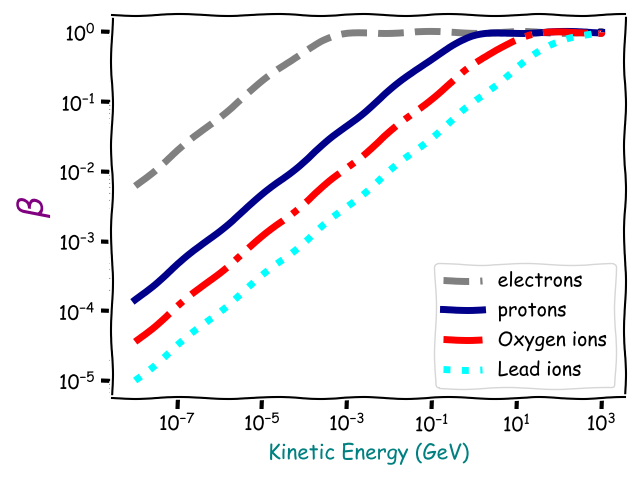 10⁰
10⁻¹
10⁻²
10⁻³
10⁻⁴
10⁻⁵
β
electrons
protons
Oxygen ions
Lead ions
10⁻⁷ 10⁻⁵ 10⁻³ 10⁻¹ 10¹ 10³
Kinetic Energy (GeV)